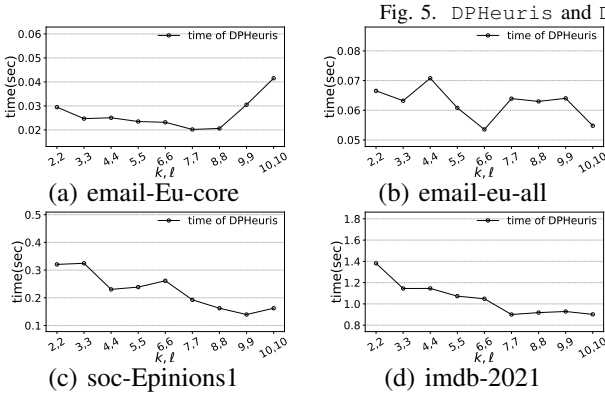 Fig. 5. DPHeuris and D
time of DPHeuris
0.06
0.05
0.04
0.03
0.02
time(sec)
2,2 3,3 4,4 5,5 6,6 7,7 8,8 9,9 10,10
k, ℓ
(a) email-Eu-core
time of DPHeuris
0.08
0.07
0.06
0.05
time(sec)
2,2 3,3 4,4 5,5 6,6 7,7 8,8 9,9 10,10
k, ℓ
(b) email-eu-all
time of DPHeuris
0.5
0.4
0.3
0.2
0.1
time(sec)
2,2 3,3 4,4 5,5 6,6 7,7 8,8 9,9 10,10
k, ℓ
(c) soc-Epinions1
time of DPHeuris
1.8
1.6
1.4
1.2
1.0
0.8
time(sec)
2,2 3,3 4,4 5,5 6,6 7,7 8,8 9,9 10,10
k, ℓ
(d) imdb-2021